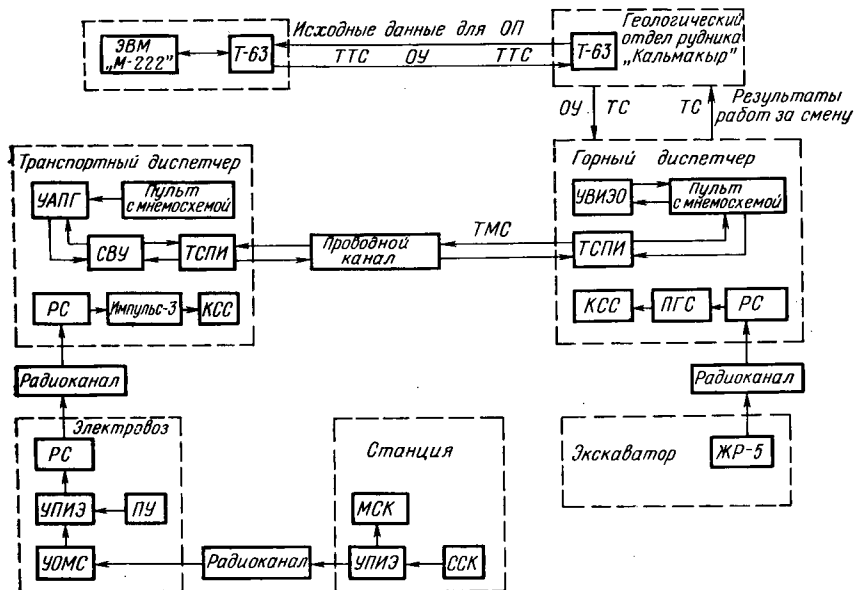 Исходные данные для ОП
Геологический
отдел рудника
„Кальмакыр"
ЭВМ
„М-222"
Т-63
Т-63
ТТС ОУ ТТС
ОУ ТС
ТС
Результаты
работ за смену
Транспортный диспетчер
Горный диспетчер
УАПГ
Пульт
с мнемосхемой
УВИЭО
Пульт
с мнемосхемой
СВУ
ТСПИ
Проводной
канал
ТМС
ТСПИ
РС
Импульс-3
КСС
КСС
ПГС
РС
Радиоканал
Радиоканал
Электровоз
Станция
Экскаватор
ЖР-5
РС
УПИЭ
ПУ
МСК
УОМС
Радиоканал
УПИЭ
ССК